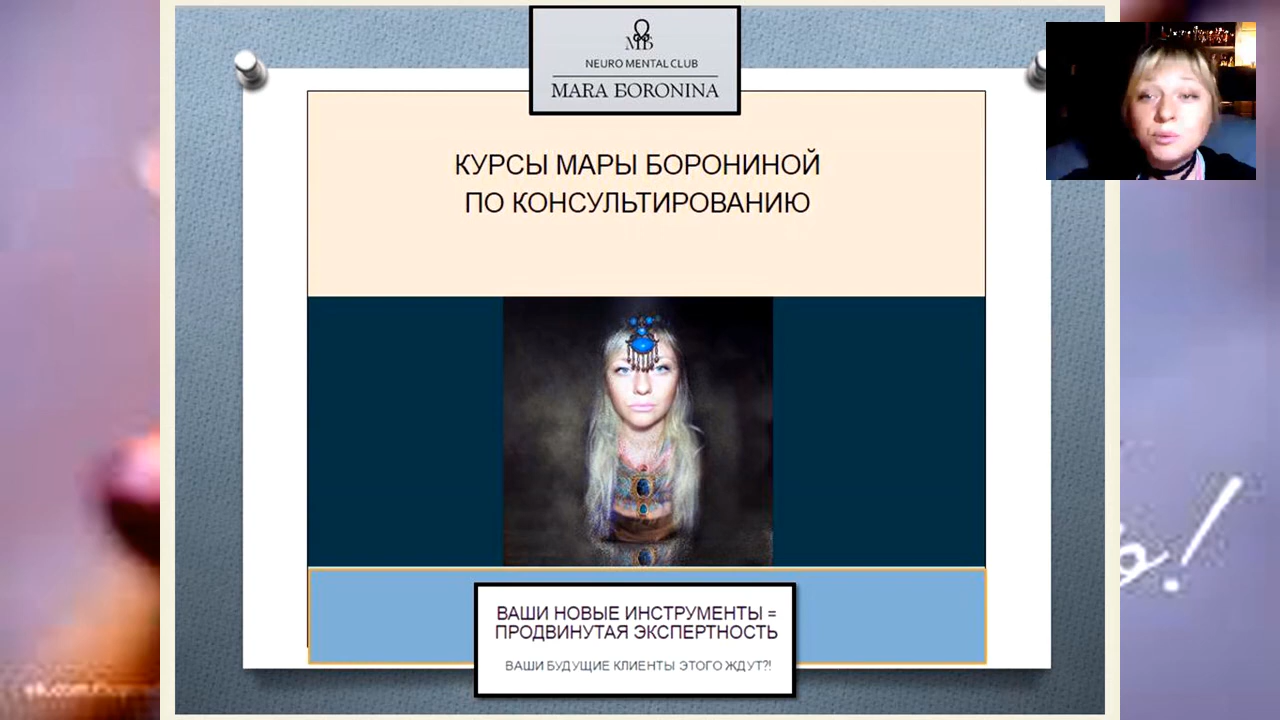 МБ
NEURO MENTAL CLUB
MARA BORONINA
КУРСЫ МАРЫ БОРОНИНОЙ
ПО КОНСУЛЬТИРОВАНИЮ
ВАШИ НОВЫЕ ИНСТРУМЕНТЫ =
ПРОДВИНУТАЯ ЭКСПЕРТНОСТЬ
ВАШИ БУДУЩИЕ КЛИЕНТЫ ЭТОГО ЖДУТ?!